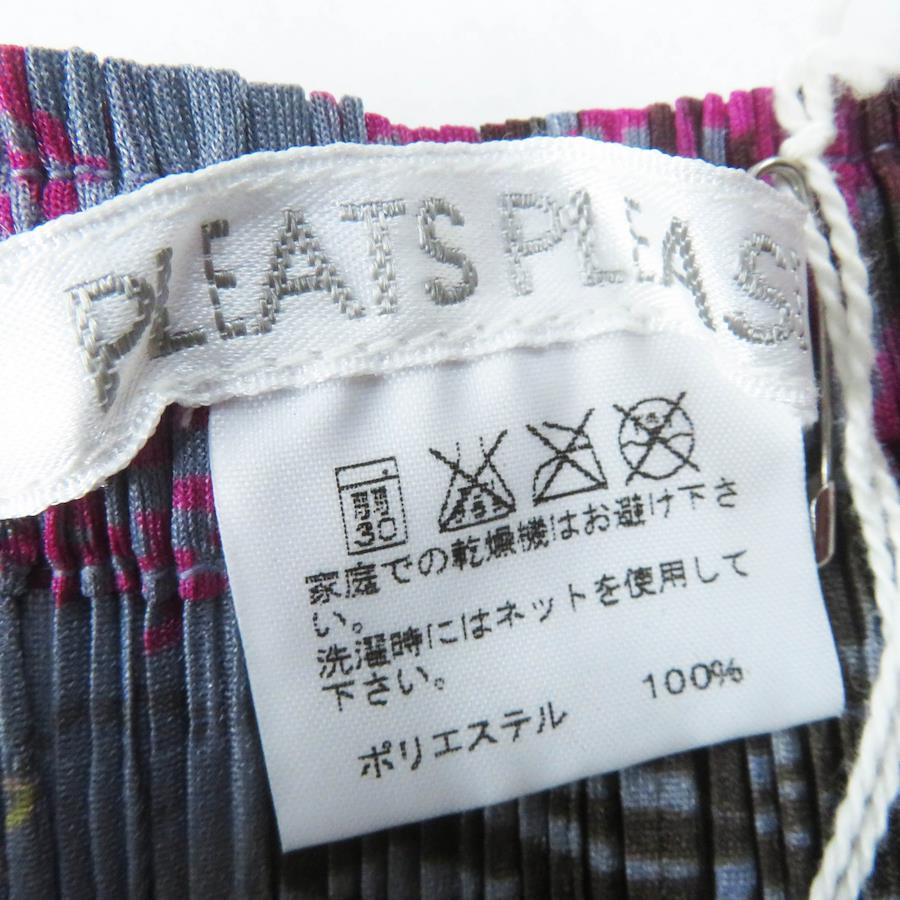 PLEATS PLEAS
弱
30
家庭での乾燥機はお避け下さ
い。
洗濯時にはネットを使用して
下さい。
ポリエステル 100%